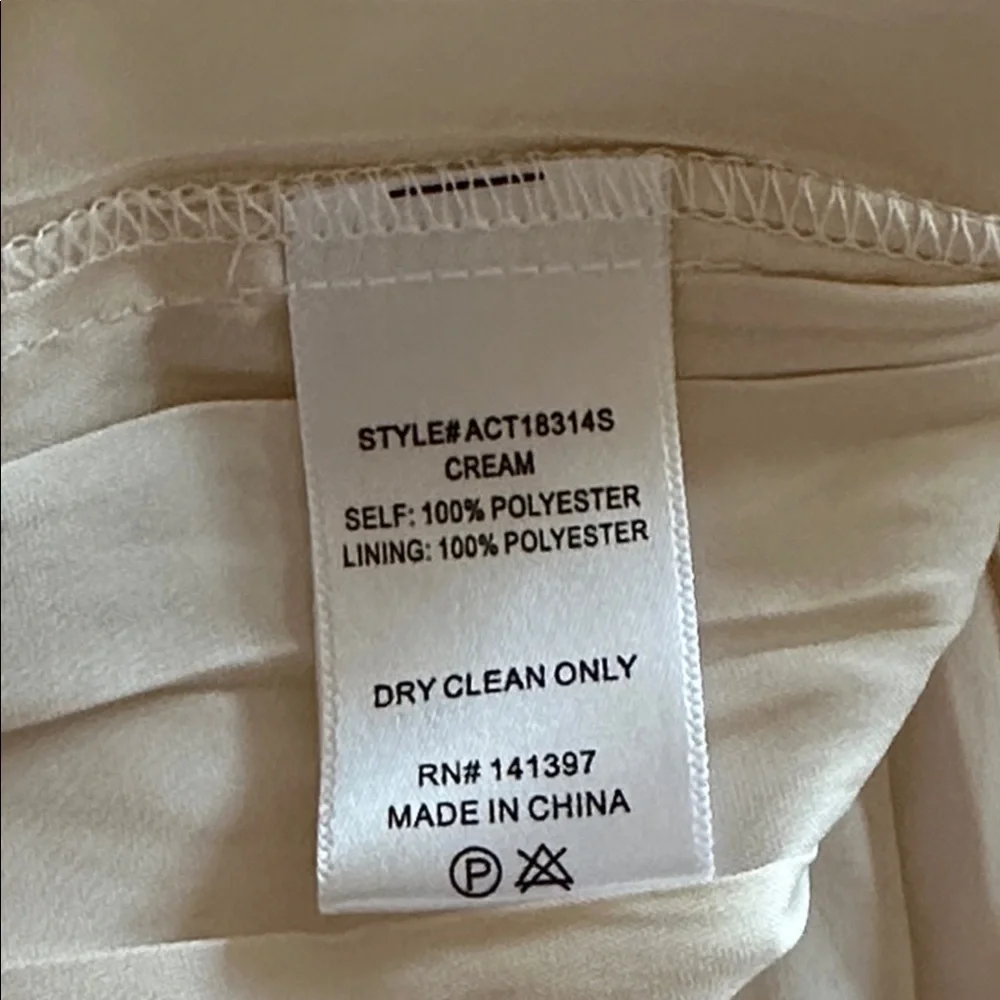 STYLE#ACT18314S
CREAM
SELF: 100% POLYESTER
LINING: 100% POLYESTER
DRY CLEAN ONLY
RN# 141397
MADE IN CHINA
P